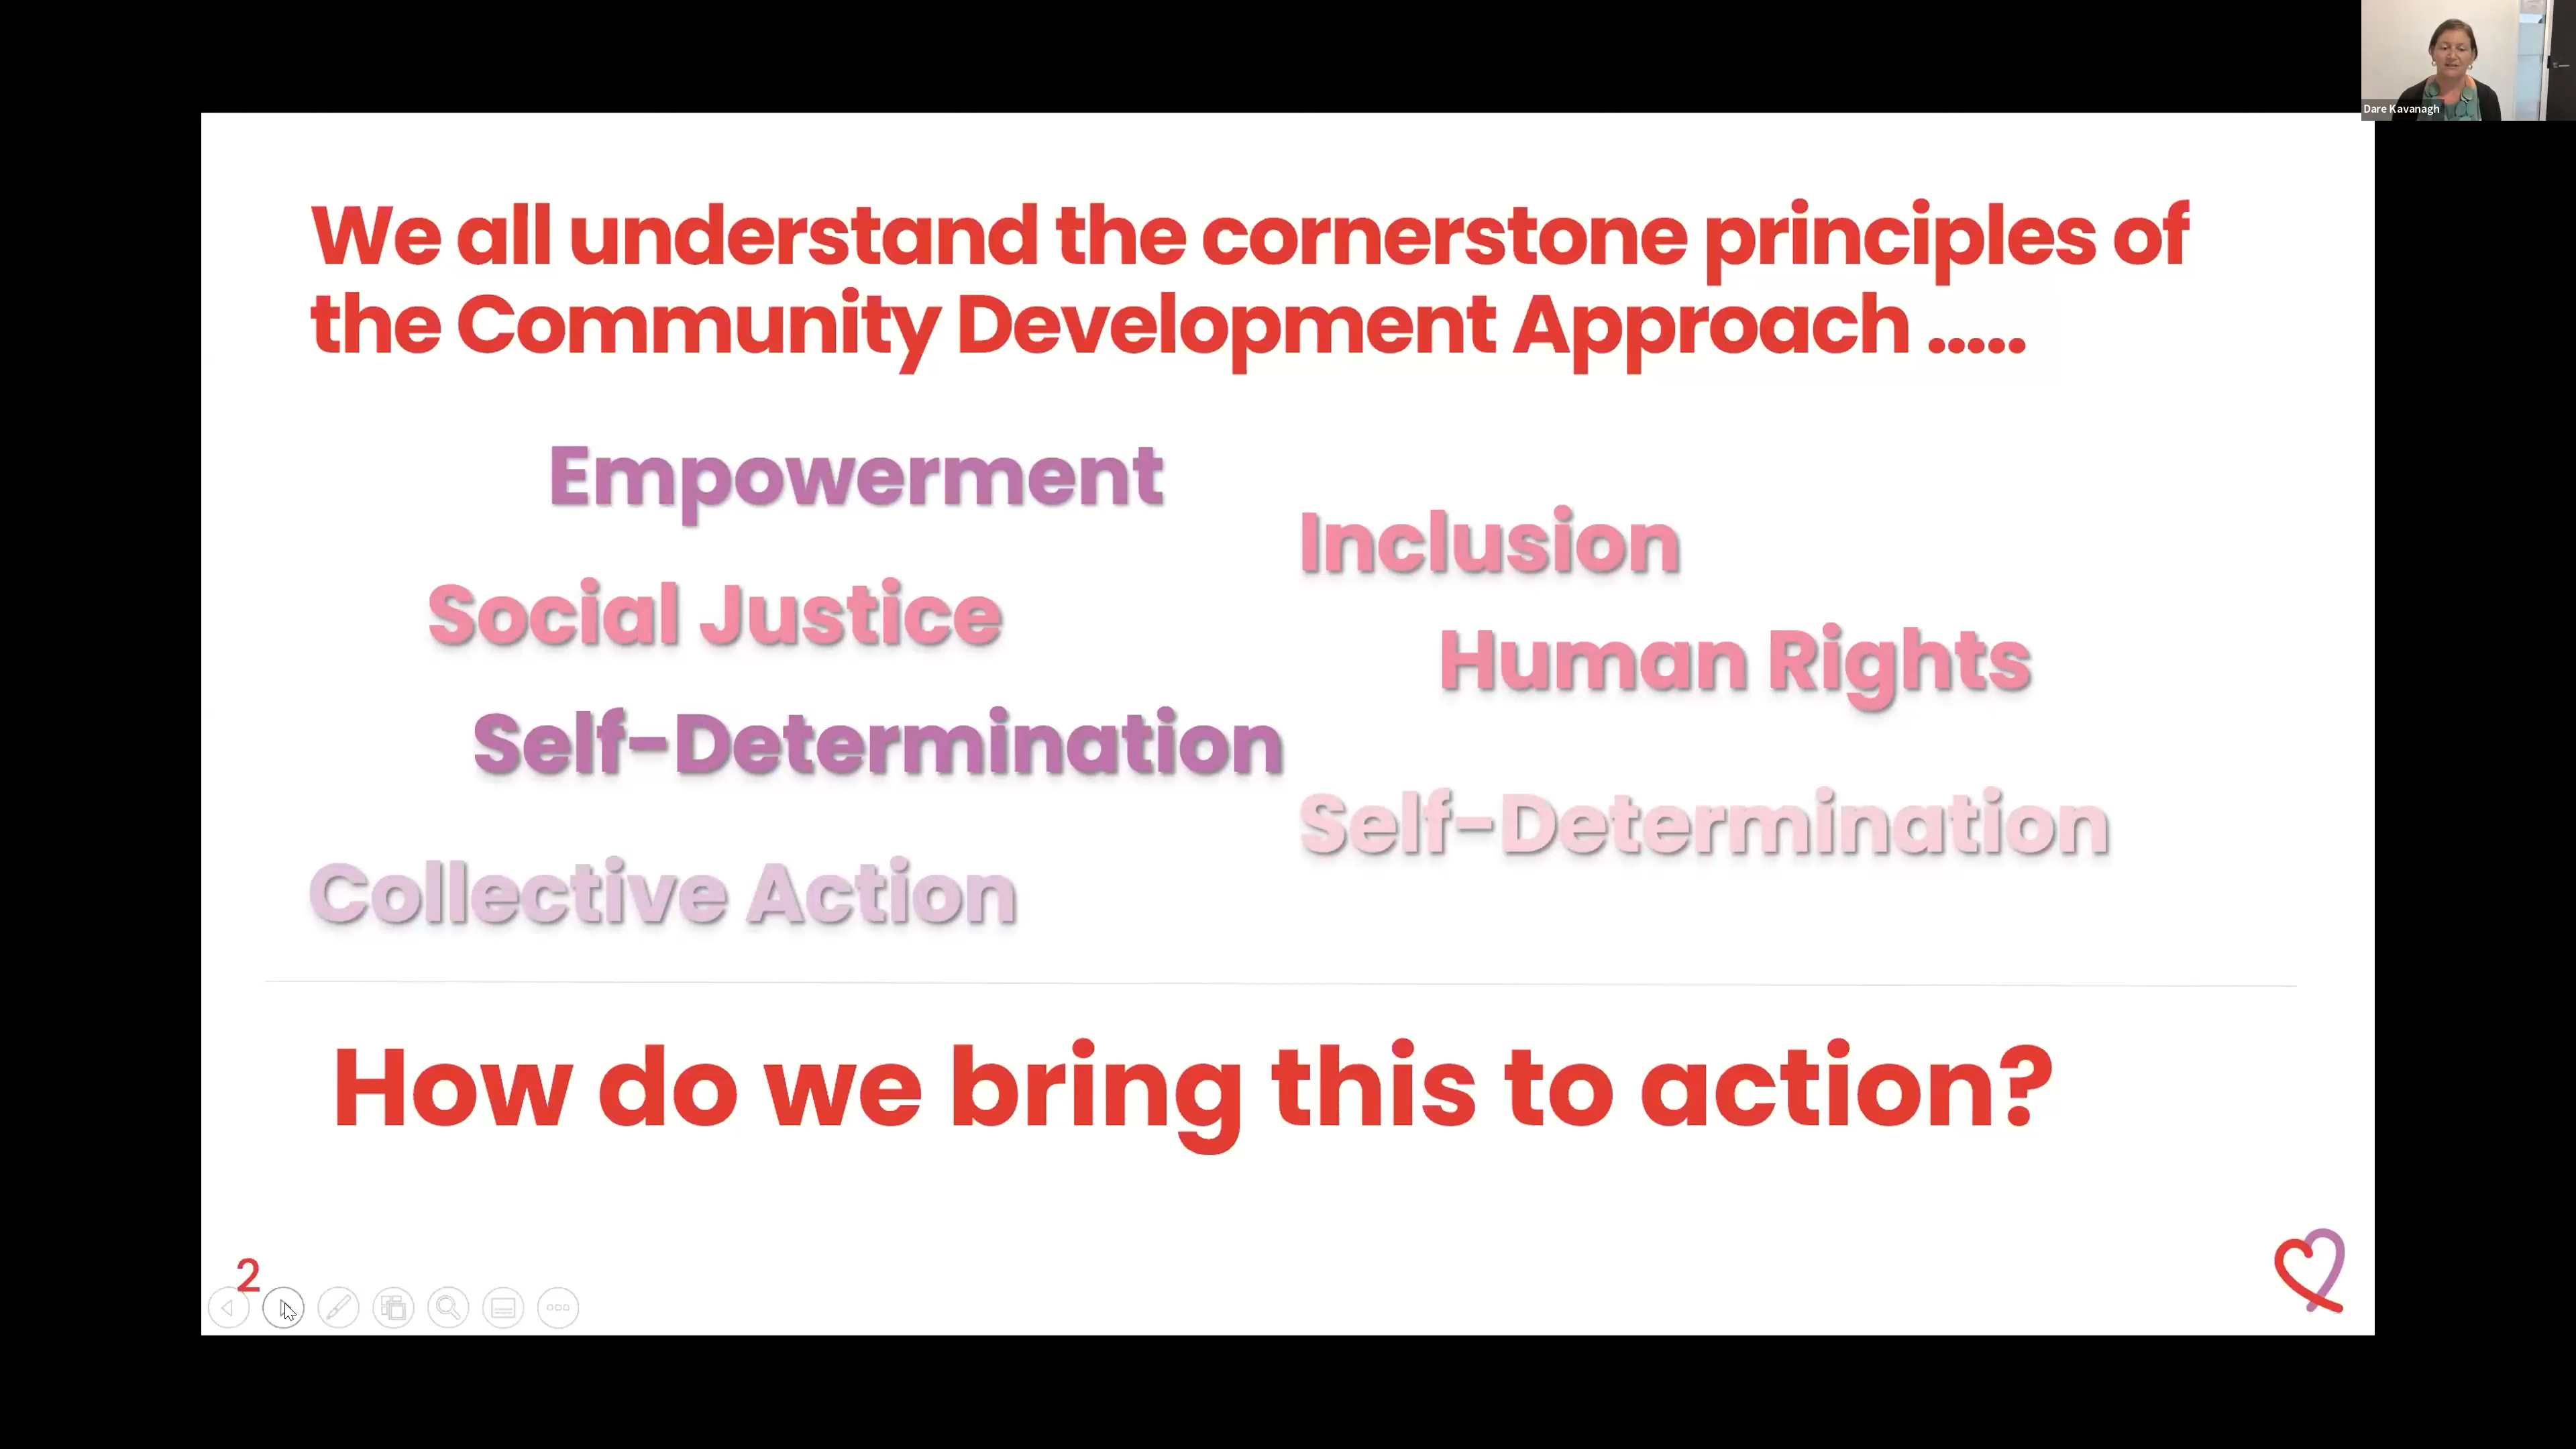 Dare Kavanagh
We all understand the cornerstone principles of
the Community Development Approach .....
Empowerment
Inclusion
Social Justice
Human Rights
Self-Determination
Self-Determination
Collective Action
How do we bring this to action?
2